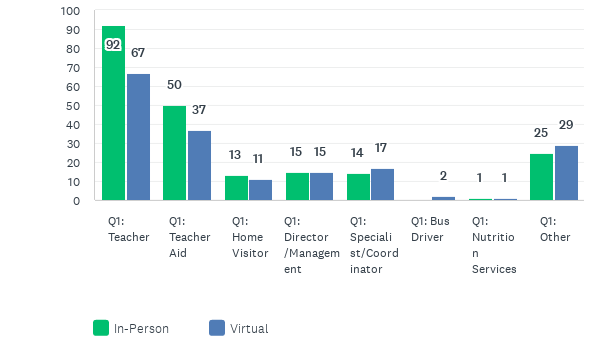 100
90
80
70
60
50
40
30
20
10
0
92
67
50
37
13
11
15
15
14
17
2
1
1
25
29
Q1:
Teacher
Q1:
Teacher
Aid
Q1:
Home
Visitor
Q1:
Director
/Managem
ent
Q1:
Speciali
st/Coord
inator
Q1: Bus
Driver
Q1:
Nutritio
n
Services
Q1:
Other
In-Person
Virtual